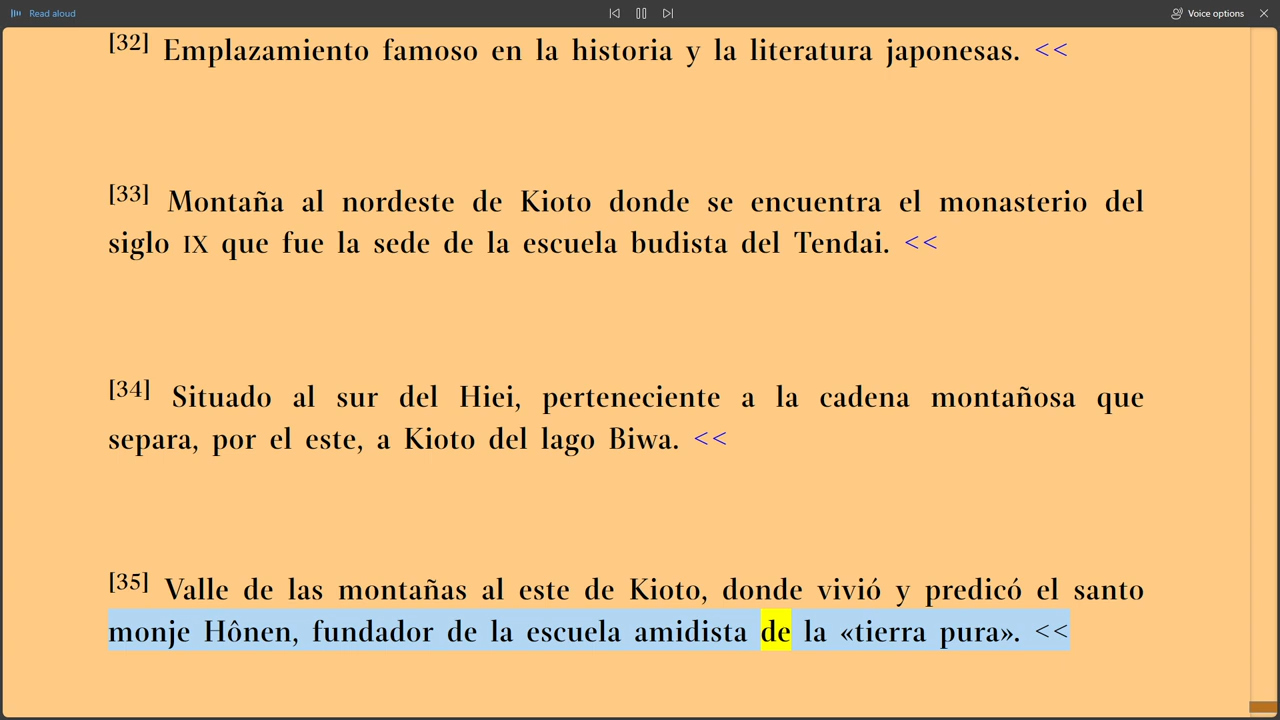 Read aloud
Voice options
[32] Emplazamiento famoso en la historia y la literatura japonesas. <<
[33] Montaña al nordeste de Kioto donde se encuentra el monasterio del
siglo IX que fue la sede de la escuela budista del Tendai. <<
[34] Situado al sur del Hiei, perteneciente a la cadena montañosa que
separa, por el este, a Kioto del lago Biwa. <<
[35] Valle de las montañas al este de Kioto, donde vivió y predicó el santo
monje Hônen, fundador de la escuela amidista de la «tierra pura». <<